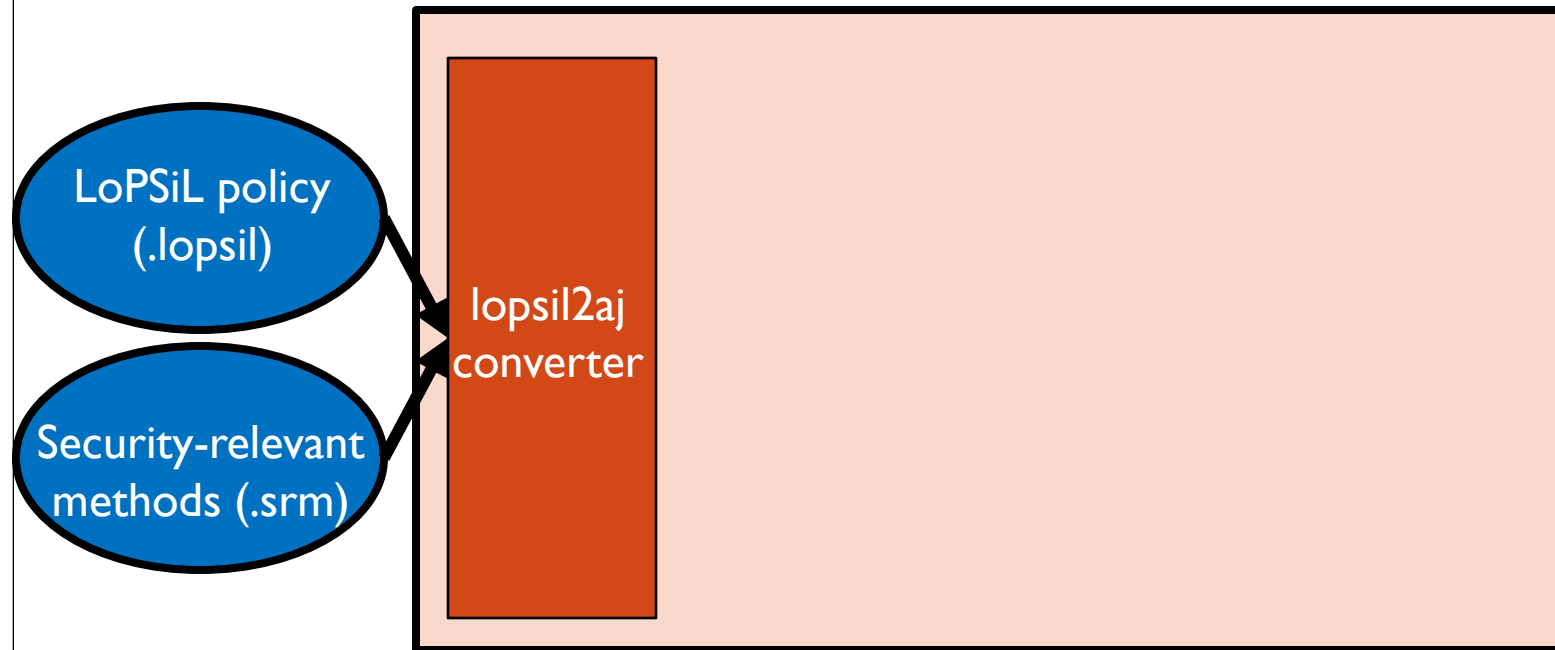 LoPSiL policy
(.lopsil)
lopsil2aj
converter
Security-relevant
methods (.srm)